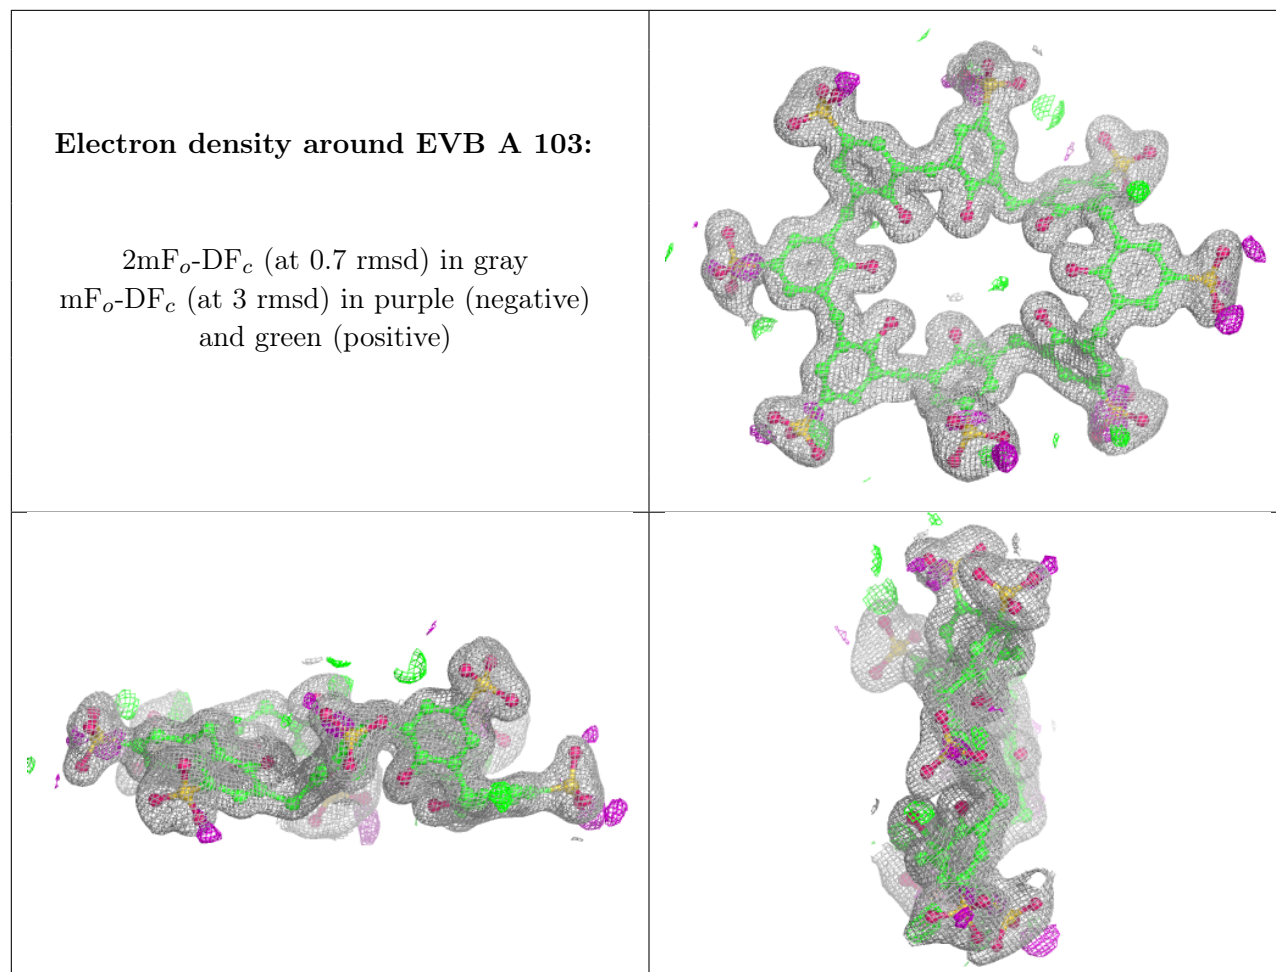 Electron density around EVB A 103:
2mFo-DFc (at 0.7 rmsd) in gray
mFo-DFc (at 3 rmsd) in purple (negative)
and green (positive)